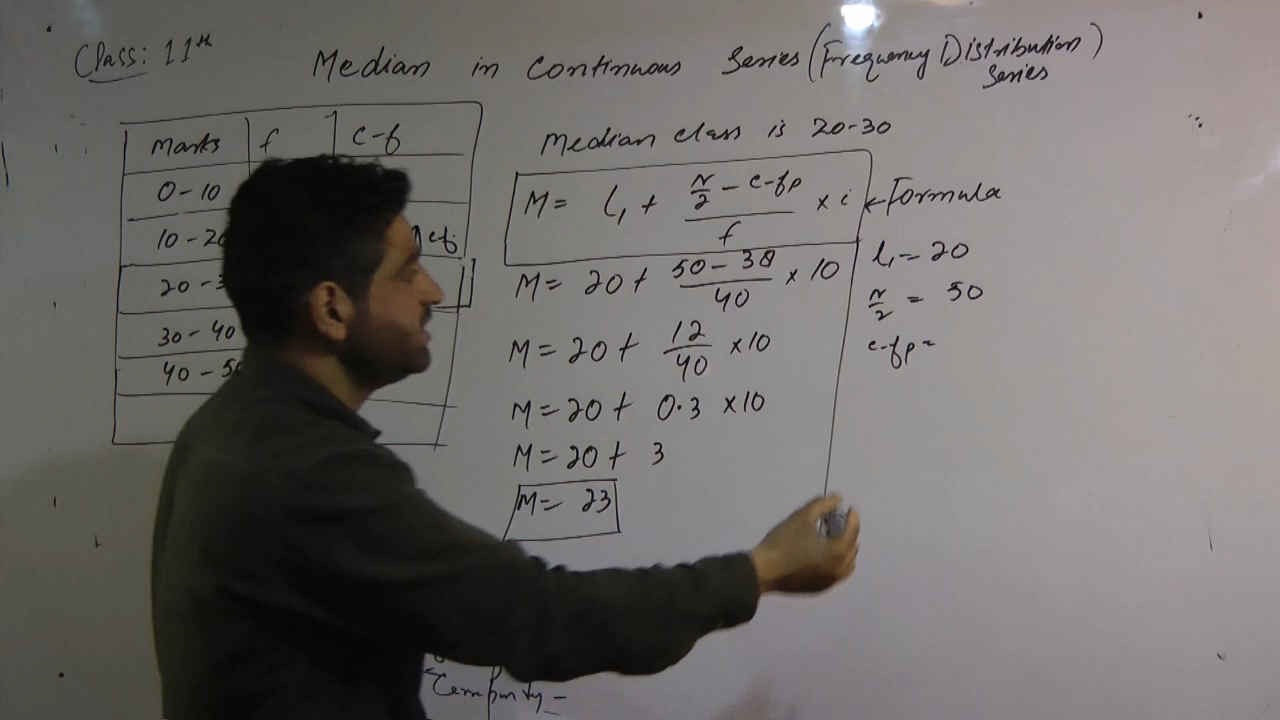 Class: 11th
Median in Continuous Series (Frequency Distribution Series)
Marks f c-f
0-10
10-20
20-3
30-40
40-50
Median class is 20-30
M = l₁ + (N/2 - c-fp)/f × i ← Formula
M = 20 + (50 - 38)/40 × 10
M = 20 + 12/40 × 10
M = 20 + 0.3 × 10
M = 20 + 3
M = 23
l₁ = 20
N/2 = 50
c-fp =